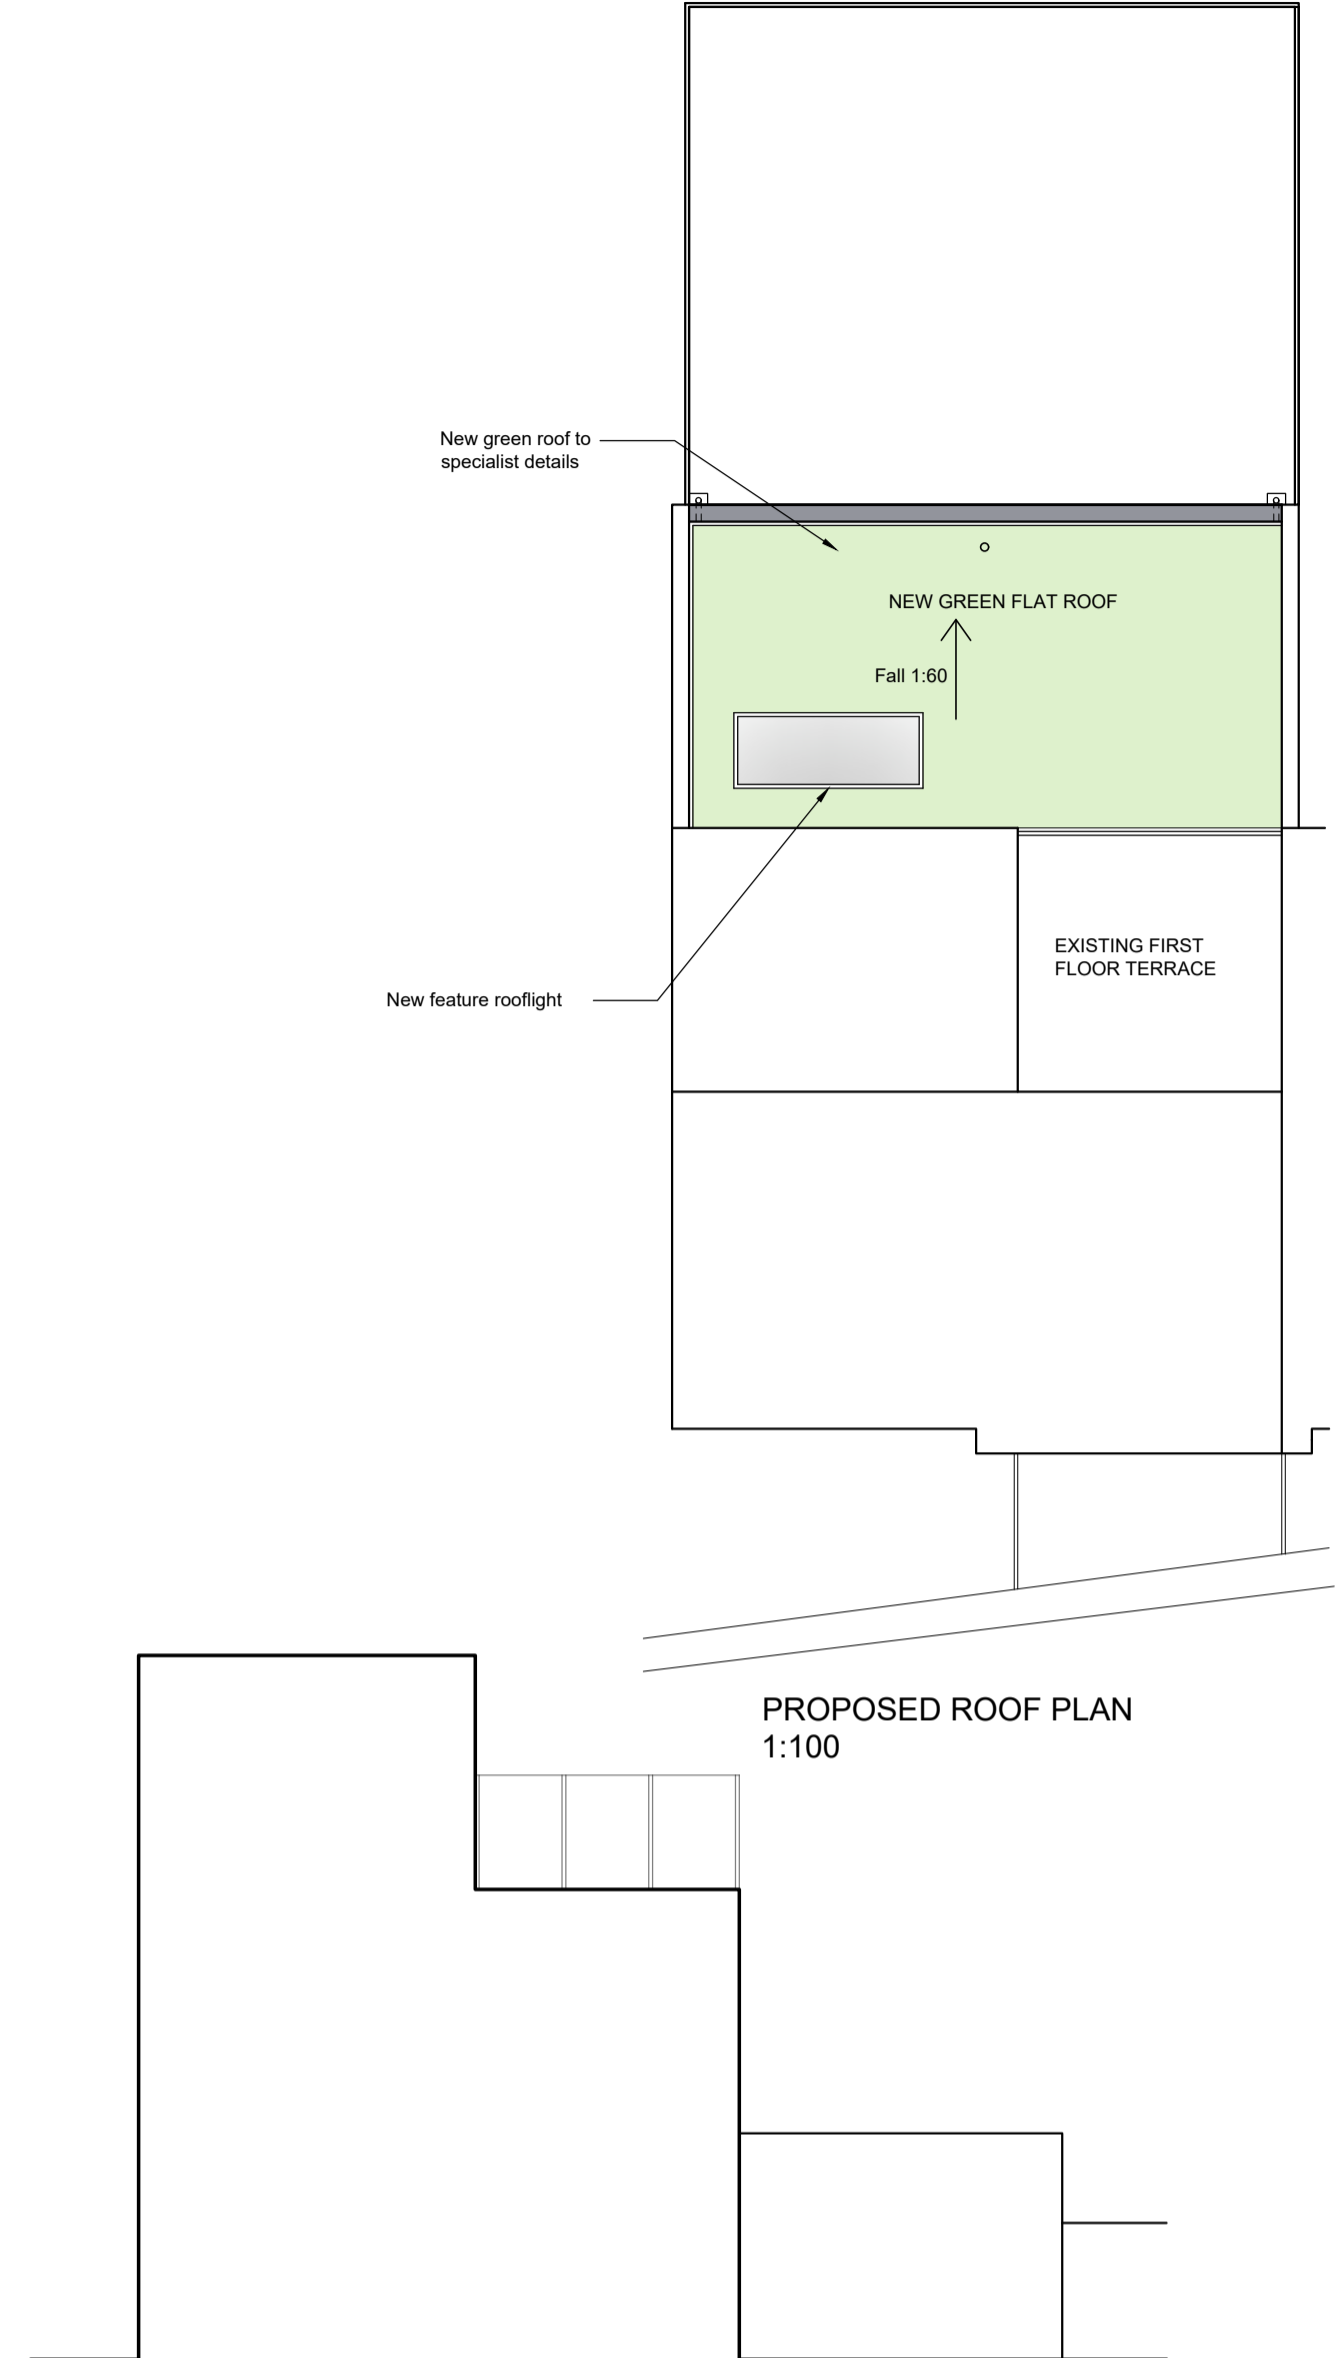 New green roof to
specialist details
NEW GREEN FLAT ROOF
Fall 1:60
EXISTING FIRST
FLOOR TERRACE
New feature rooflight
PROPOSED ROOF PLAN
1:100